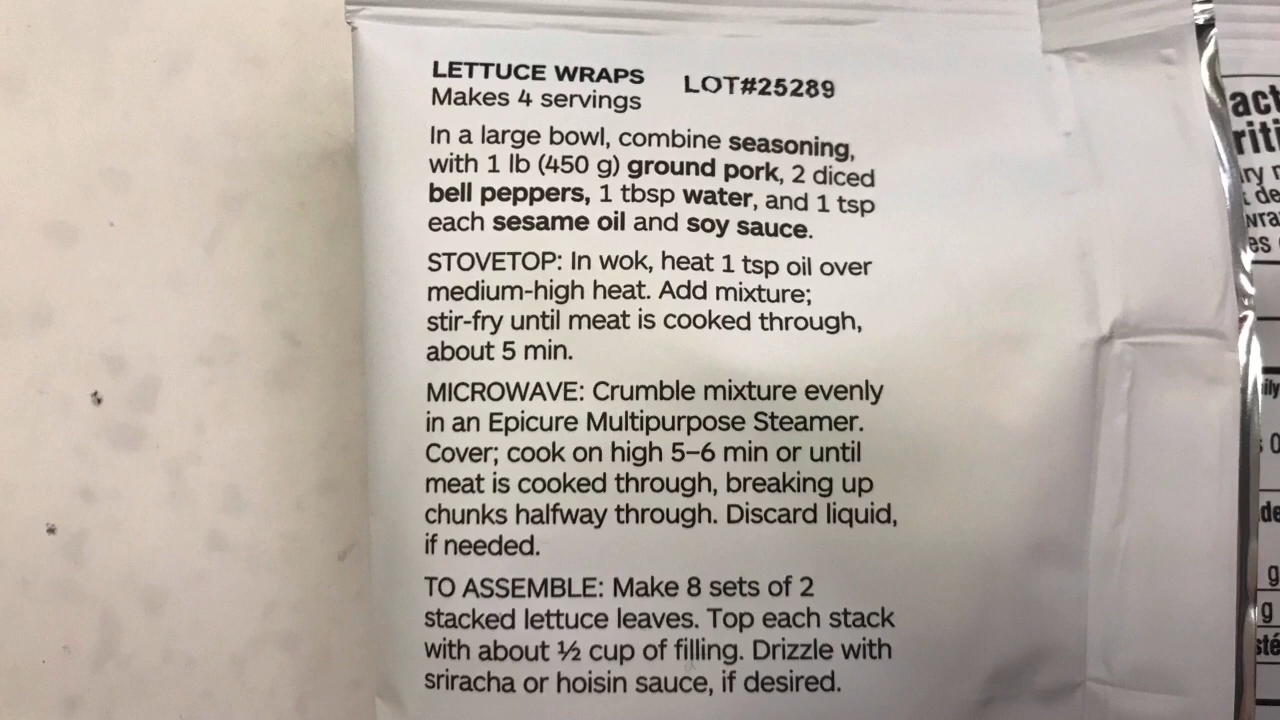 LETTUCE WRAPS LOT#25289
Makes 4 servings
In a large bowl, combine seasoning,
with 1 lb (450 g) ground pork, 2 diced
bell peppers, 1 tbsp water, and 1 tsp
each sesame oil and soy sauce.
STOVETOP: In wok, heat 1 tsp oil over
medium-high heat. Add mixture;
stir-fry until meat is cooked through,
about 5 min.
MICROWAVE: Crumble mixture evenly
in an Epicure Multipurpose Steamer.
Cover; cook on high 5–6 min or until
meat is cooked through, breaking up
chunks halfway through. Discard liquid,
if needed.
TO ASSEMBLE: Make 8 sets of 2
stacked lettuce leaves. Top each stack
with about ½ cup of filling. Drizzle with
sriracha or hoisin sauce, if desired.